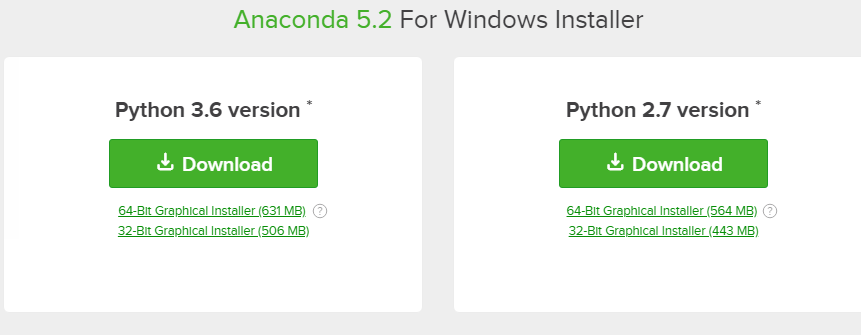 Anaconda 5.2 For Windows Installer
Python 3.6 version *
Download
64-Bit Graphical Installer (631 MB) ?
32-Bit Graphical Installer (506 MB)
Python 2.7 version *
Download
64-Bit Graphical Installer (564 MB) ?
32-Bit Graphical Installer (443 MB)